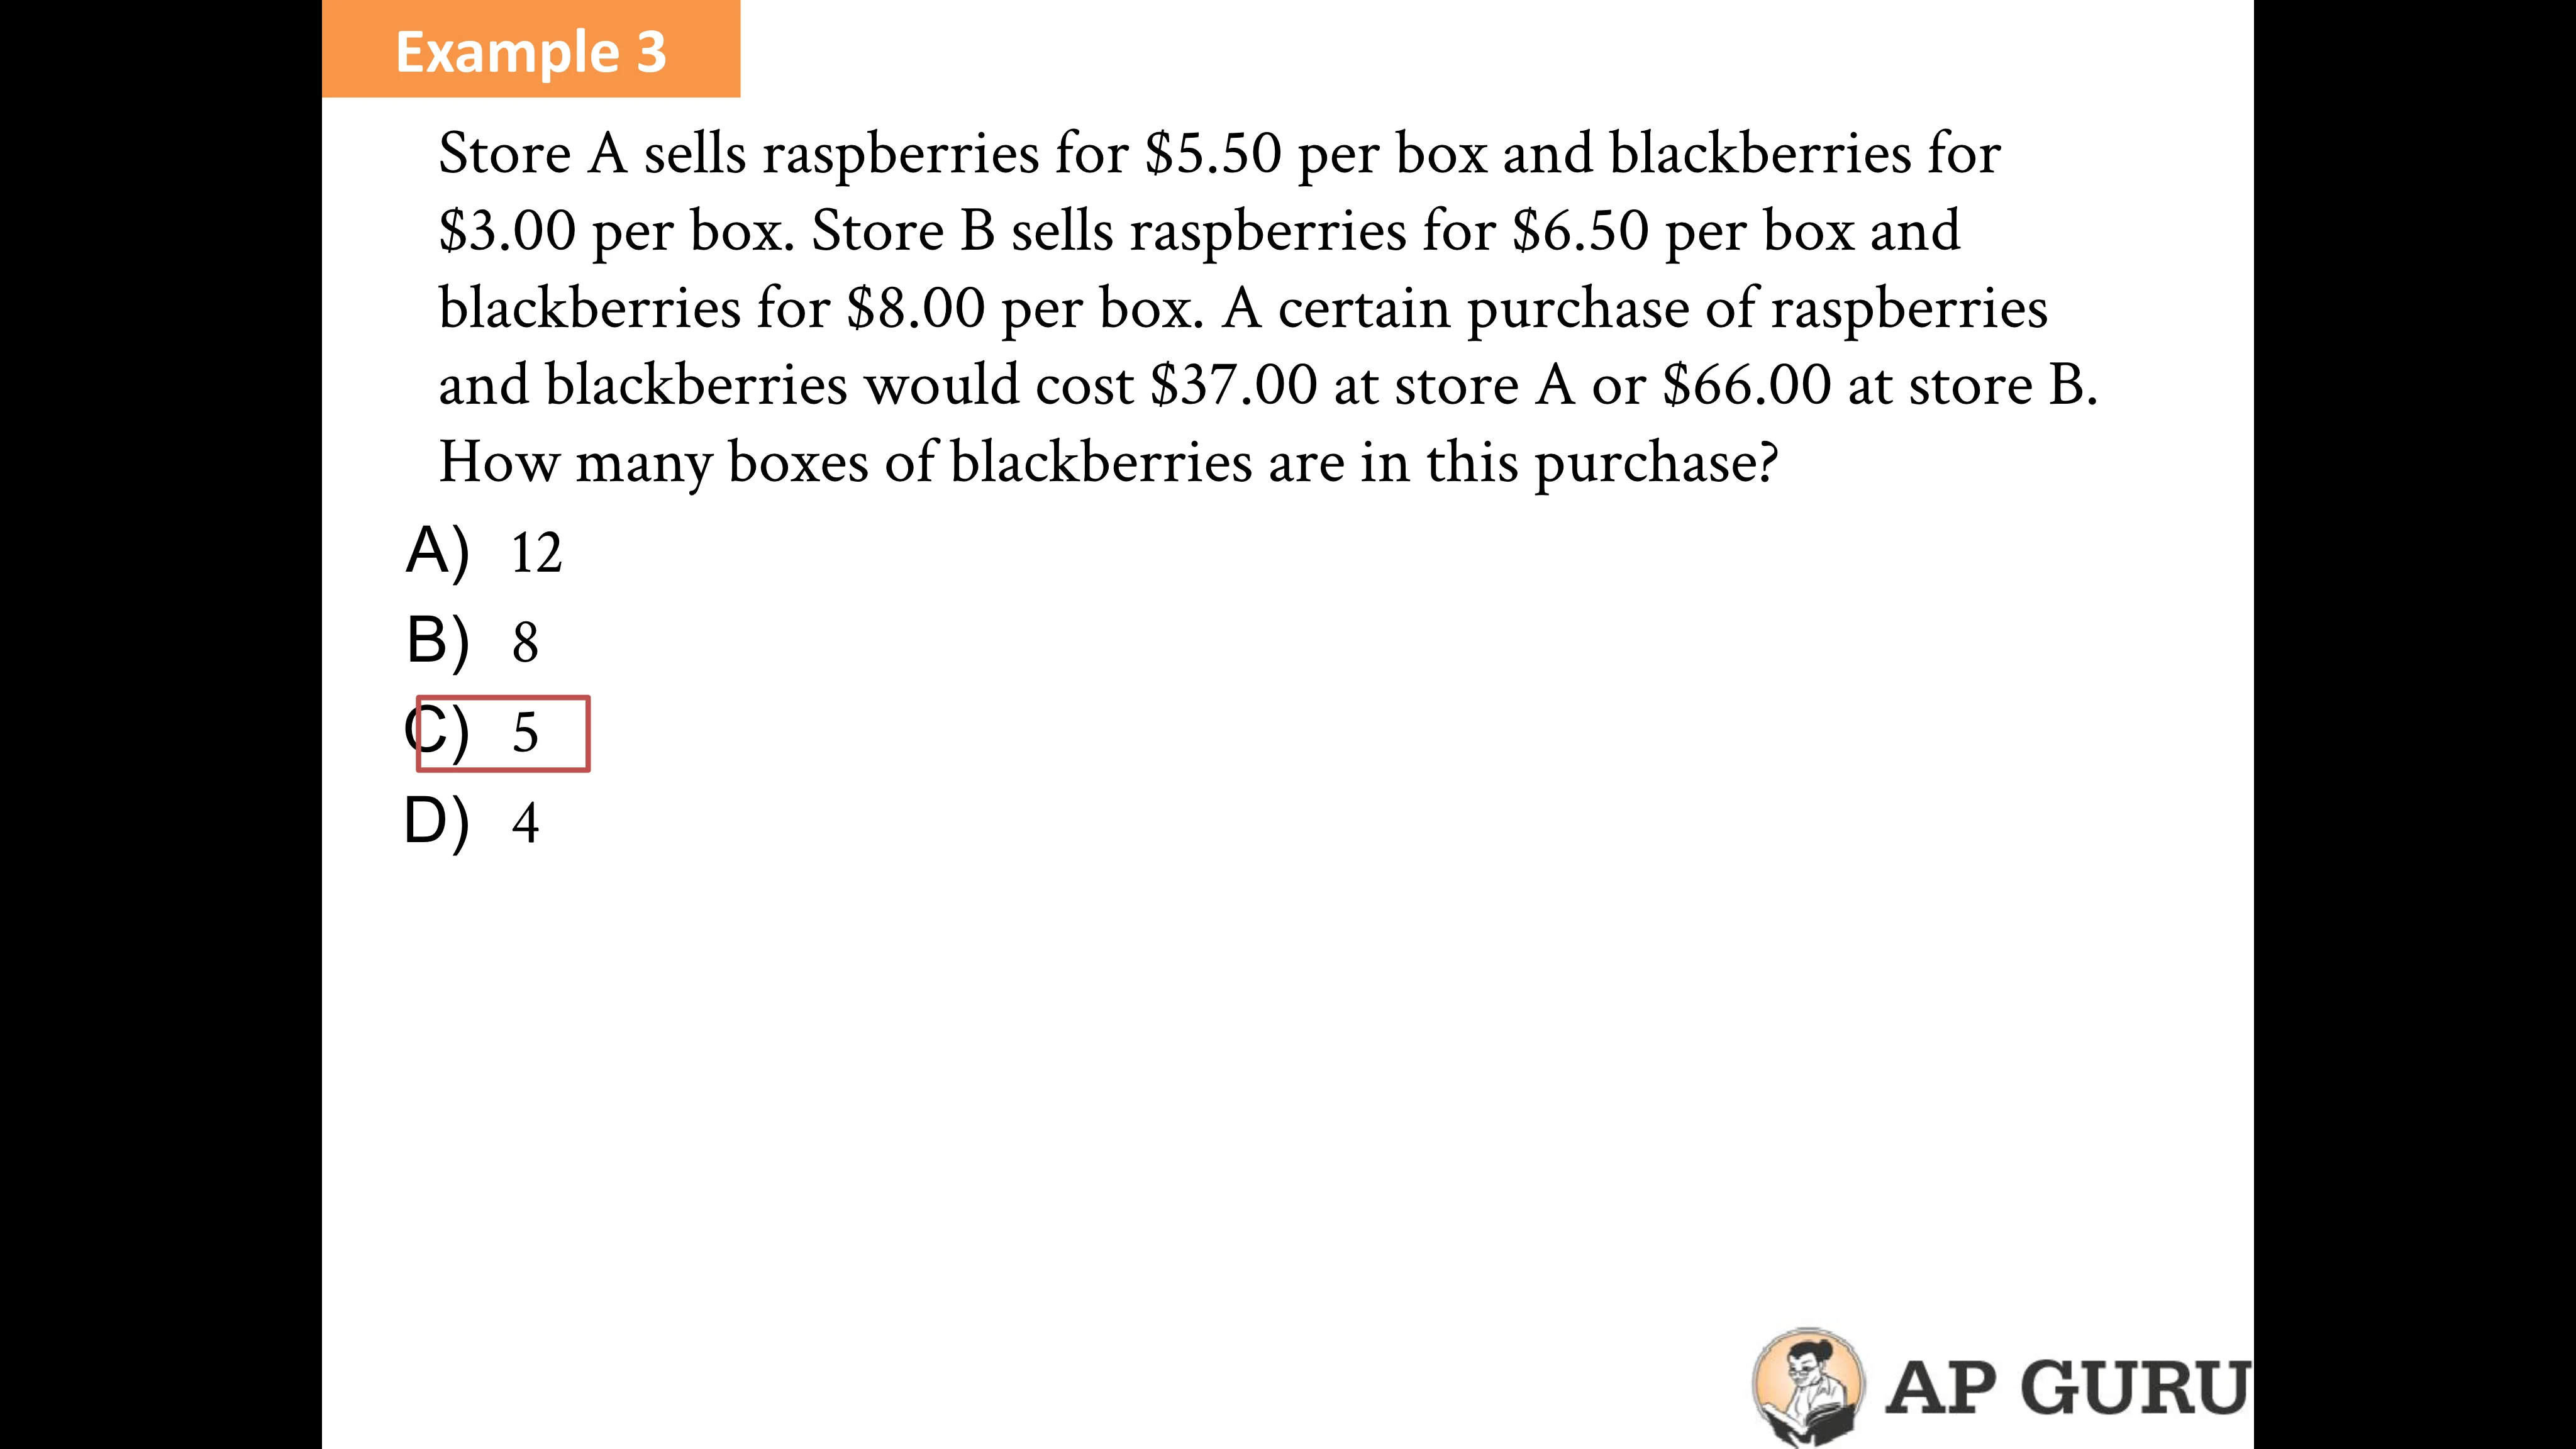 Example 3
Store A sells raspberries for $5.50 per box and blackberries for
$3.00 per box. Store B sells raspberries for $6.50 per box and
blackberries for $8.00 per box. A certain purchase of raspberries
and blackberries would cost $37.00 at store A or $66.00 at store B.
How many boxes of blackberries are in this purchase?
A) 12
B) 8
C) 5
D) 4
AP GURU